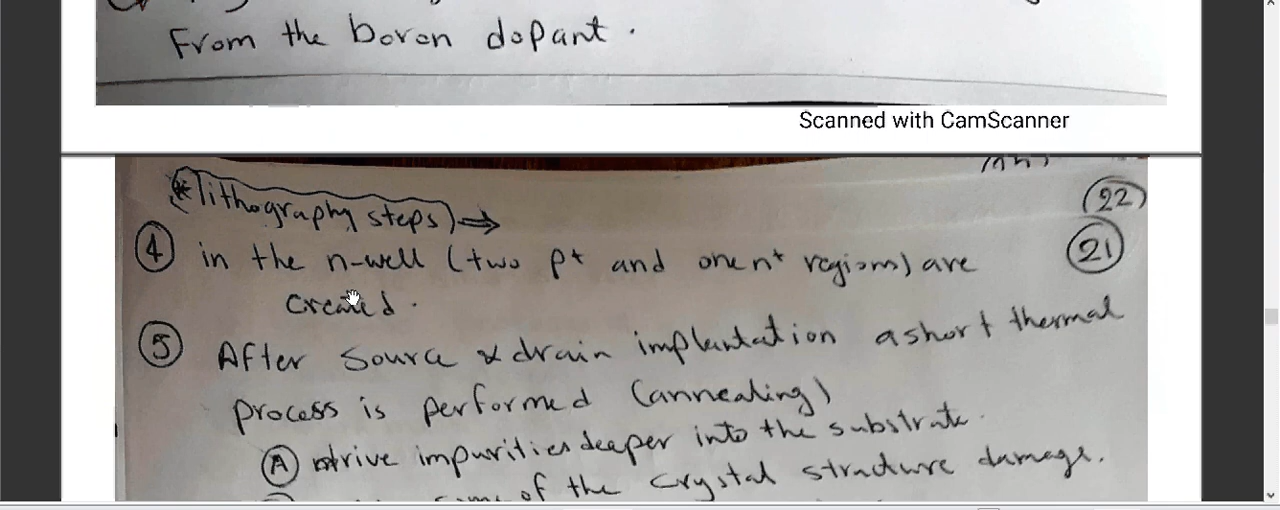 From the boron dopant.
Scanned with CamScanner
* lithography steps) ⇒
22
④ in the n-well (two p+ and one n+ regions) are
21
created.
⑤ After source & drain implantation a short thermal
process is performed (annealing)
Ⓐ drive impurities deeper into the substrate.
some of the crystal structure damage.